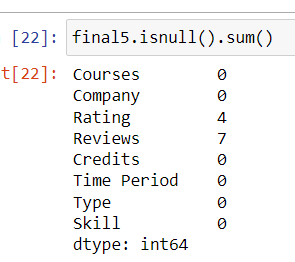 [22]: final5.isnull().sum()
t[22]: Courses 0
Company 0
Rating 4
Reviews 7
Credits 0
Time Period 0
Type 0
Skill 0
dtype: int64